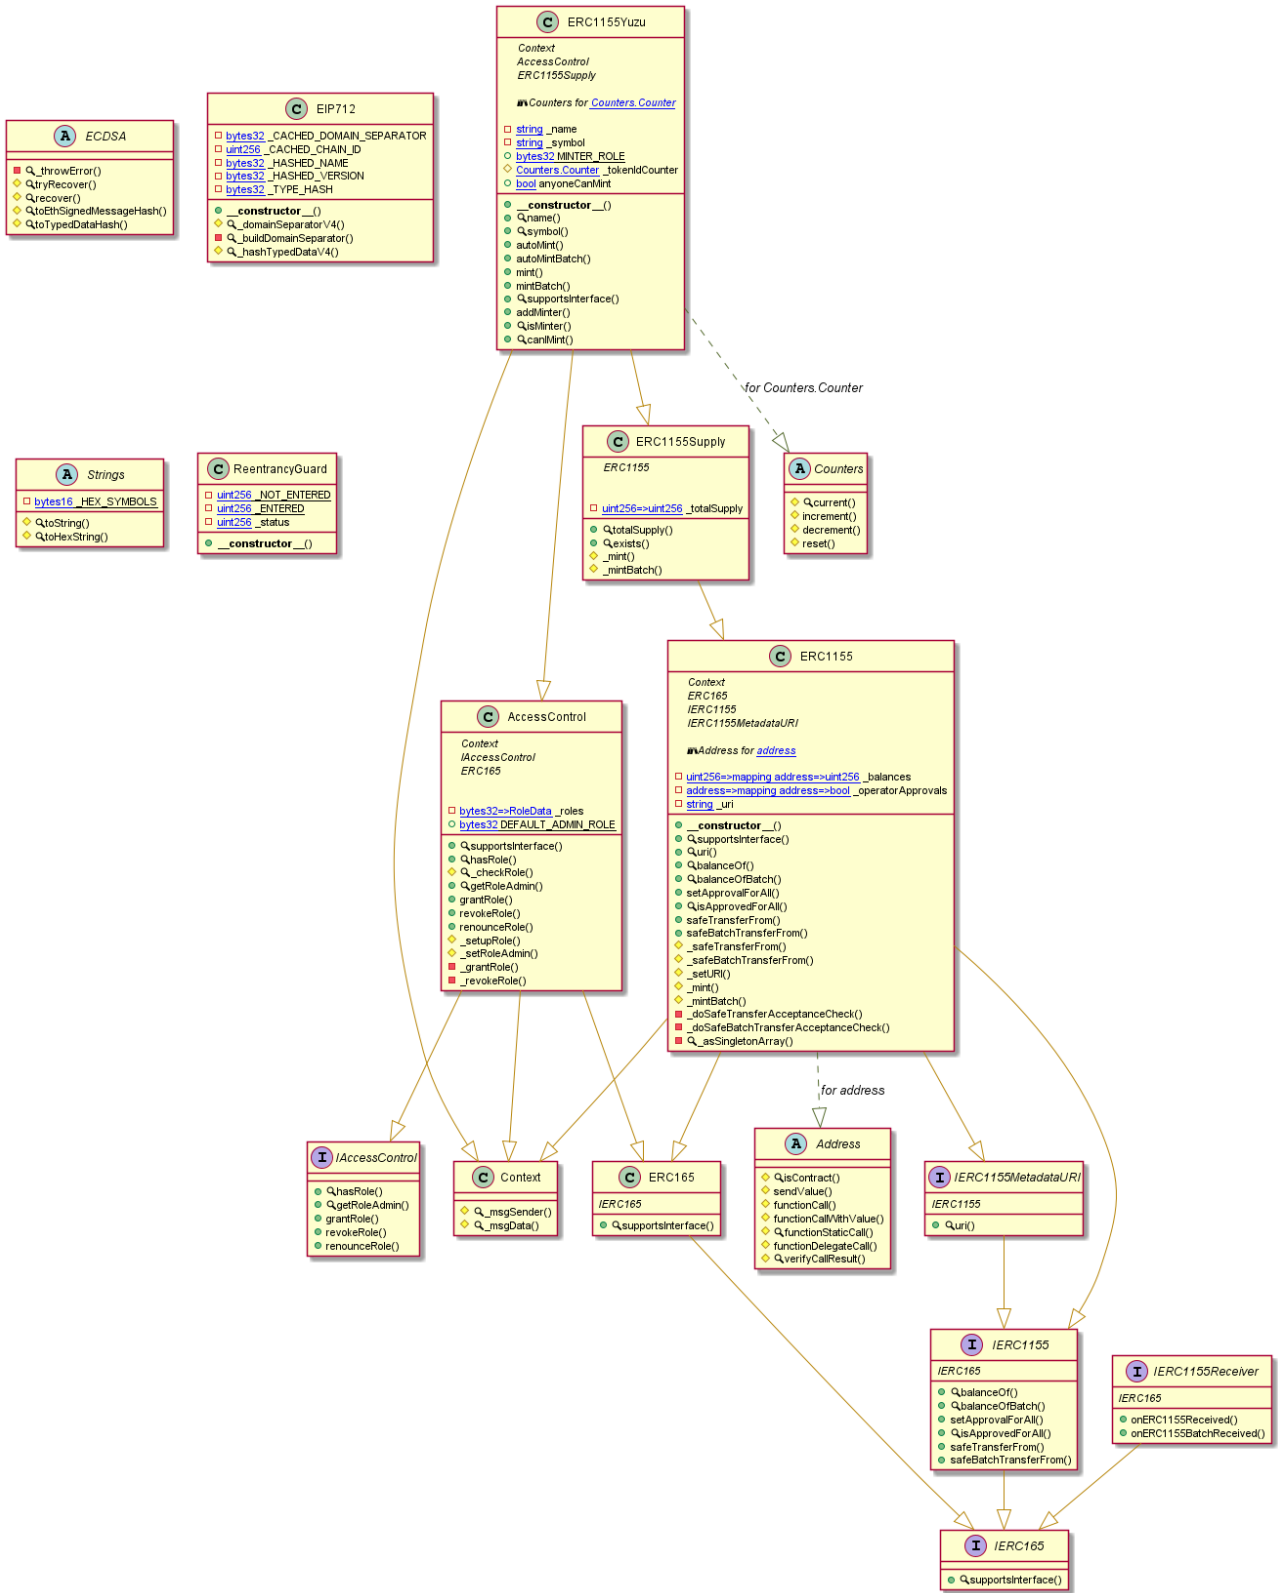 C ERC1155Yuzu
Context
AccessControl
ERC1155Supply
Counters for Counters.Counter
string _name
string _symbol
bytes32 MINTER_ROLE
Counters.Counter _tokenIdCounter
bool anyoneCanMint
__constructor__()
name()
symbol()
autoMint()
autoMintBatch()
mint()
mintBatch()
supportsInterface()
addMinter()
isMinter()
canIMint()
A ECDSA
_throwError()
tryRecover()
recover()
toEthSignedMessageHash()
toTypedDataHash()
C EIP712
bytes32 _CACHED_DOMAIN_SEPARATOR
uint256 _CACHED_CHAIN_ID
bytes32 _HASHED_NAME
bytes32 _HASHED_VERSION
bytes32 _TYPE_HASH
__constructor__()
_domainSeparatorV4()
_buildDomainSeparator()
_hashTypedDataV4()
for Counters.Counter
A Strings
bytes16 _HEX_SYMBOLS
toString()
toHexString()
C ReentrancyGuard
uint256 _NOT_ENTERED
uint256 _ENTERED
uint256 _status
__constructor__()
C ERC1155Supply
ERC1155
uint256=>uint256 _totalSupply
totalSupply()
exists()
_mint()
_mintBatch()
A Counters
current()
increment()
decrement()
reset()
C AccessControl
Context
IAccessControl
ERC165
bytes32=>RoleData _roles
bytes32 DEFAULT_ADMIN_ROLE
supportsInterface()
hasRole()
_checkRole()
getRoleAdmin()
grantRole()
revokeRole()
renounceRole()
_setupRole()
_setRoleAdmin()
_grantRole()
_revokeRole()
C ERC1155
Context
ERC165
IERC1155
IERC1155MetadataURI
Address for address
uint256=>mapping address=>uint256 _balances
address=>mapping address=>bool _operatorApprovals
string _uri
__constructor__()
supportsInterface()
uri()
balanceOf()
balanceOfBatch()
setApprovalForAll()
isApprovedForAll()
safeTransferFrom()
safeBatchTransferFrom()
_safeTransferFrom()
_safeBatchTransferFrom()
_setURI()
_mint()
_mintBatch()
_doSafeTransferAcceptanceCheck()
_doSafeBatchTransferAcceptanceCheck()
_asSingletonArray()
for address
I IAccessControl
hasRole()
getRoleAdmin()
grantRole()
revokeRole()
renounceRole()
C Context
_msgSender()
_msgData()
C ERC165
IERC165
supportsInterface()
A Address
isContract()
sendValue()
functionCall()
functionCallWithValue()
functionStaticCall()
functionDelegateCall()
verifyCallResult()
I IERC1155MetadataURI
IERC1155
uri()
I IERC1155
IERC165
balanceOf()
balanceOfBatch()
setApprovalForAll()
isApprovedForAll()
safeTransferFrom()
safeBatchTransferFrom()
I IERC1155Receiver
IERC165
onERC1155Received()
onERC1155BatchReceived()
I IERC165
supportsInterface()